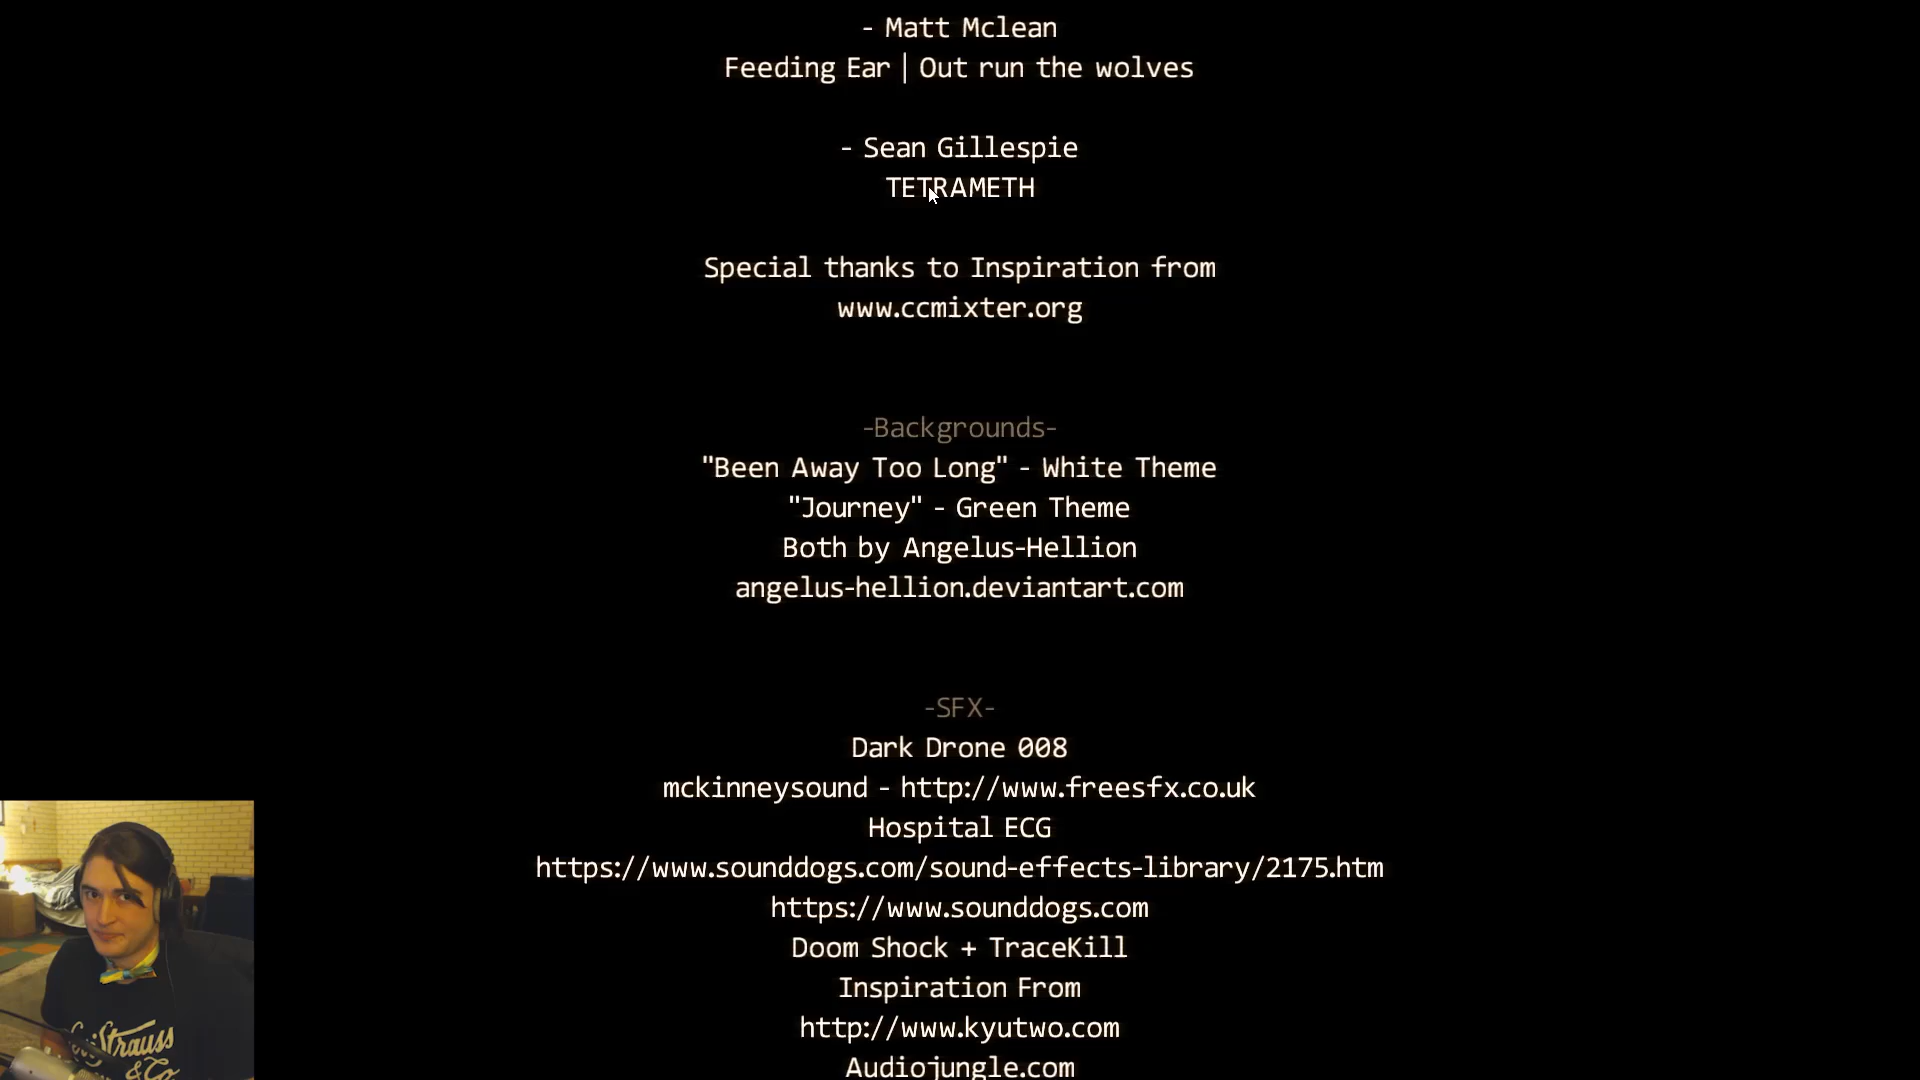 - Matt Mclean
Feeding Ear | Out run the wolves
- Sean Gillespie
TETRAMETH
Special thanks to Inspiration from
www.ccmixter.org
-Backgrounds-
"Been Away Too Long" - White Theme
"Journey" - Green Theme
Both by Angelus-Hellion
angelus-hellion.deviantart.com
-SFX-
Dark Drone 008
mckinneysound - http://www.freesfx.co.uk
Hospital ECG
https://www.sounddogs.com/sound-effects-library/2175.htm
https://www.sounddogs.com
Doom Shock + TraceKill
Inspiration From
http://www.kyutwo.com
Audiojungle.com
Strauss
& Co